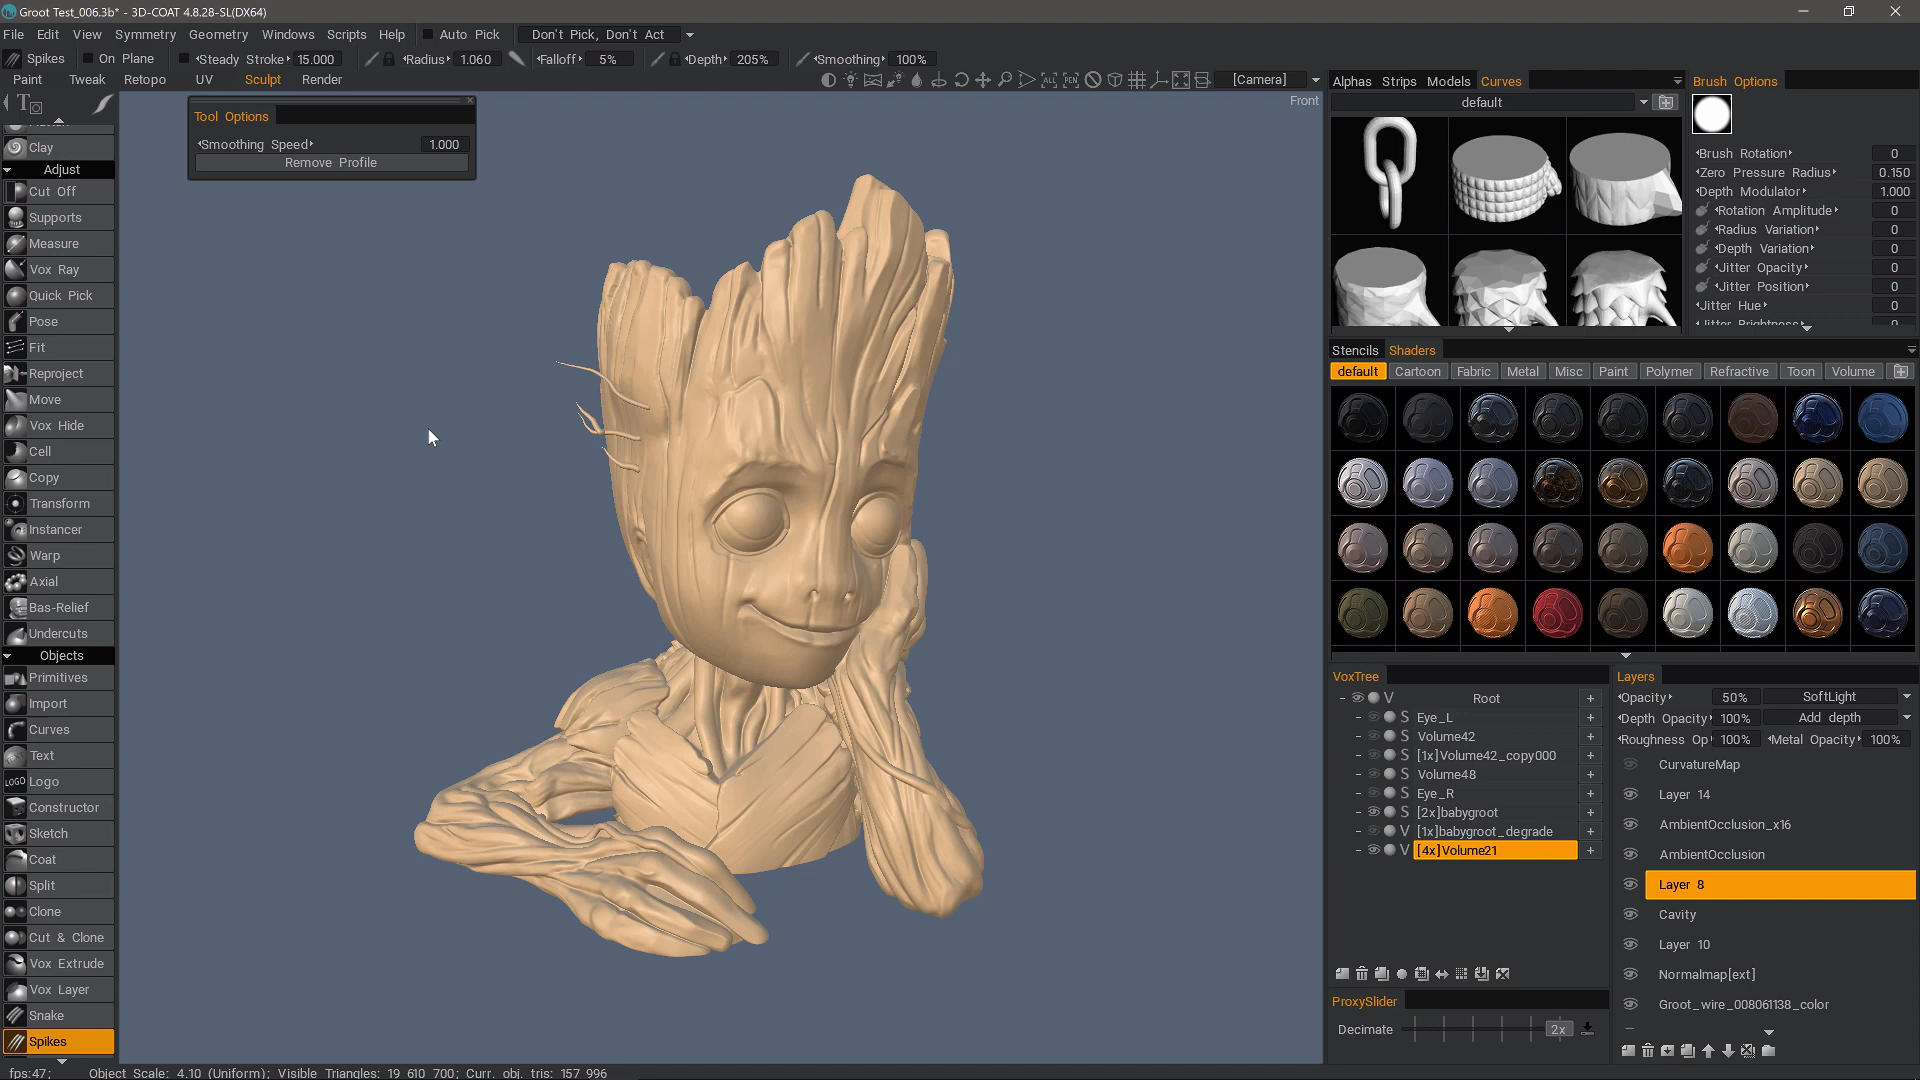 Groot Test_006.3b* - 3D-COAT 4.8.28-SL(DX64)
File Edit View Symmetry Geometry Windows Scripts Help Auto Pick Don't Pick, Don't Act
Spikes On Plane Steady Stroke 15.000 Radius 1.060 Falloff 5% Depth 205% Smoothing 100%
Paint Tweak Retopo UV Sculpt Render [Camera]
Front
Tool Options
Smoothing Speed 1.000
Remove Profile
Clay
Adjust
Cut Off
Supports
Measure
Vox Ray
Quick Pick
Pose
Fit
Reproject
Move
Vox Hide
Cell
Copy
Transform
Instancer
Warp
Axial
Bas-Relief
Undercuts
Objects
Primitives
Import
Curves
Text
LOGO Logo
Constructor
Sketch
Coat
Split
Clone
Cut & Clone
Vox Extrude
Vox Layer
Snake
Spikes
Alphas Strips Models Curves
default
Brush Options
Brush Rotation 0
Zero Pressure Radius 0.150
Depth Modulator 1.000
Rotation Amplitude 0
Radius Variation 0
Depth Variation 0
Jitter Opacity 0
Jitter Position 0
Jitter Hue 0
Jitter Brightness 0
Stencils Shaders
default Cartoon Fabric Metal Misc Paint Polymer Refractive Toon Volume
VoxTree
V Root +
S Eye_L +
S Volume42 +
S [1x]Volume42_copy000 +
S Volume48 +
S Eye_R +
S [2x]babygroot +
V [1x]babygroot_degrade +
V [4x]Volume21 +
ProxySlider
Decimate 2x
Layers
Opacity 50% SoftLight
Depth Opacity 100% Add depth
Roughness Op 100% Metal Opacity 100%
CurvatureMap
Layer 14
AmbientOcclusion_x16
AmbientOcclusion
Layer 8
Cavity
Layer 10
Normalmap[ext]
Groot_wire_008061138_color
fps:47; Object Scale: 4.10 (Uniform); Visible Triangles: 19 610 700; Curr. obj. tris: 157 996